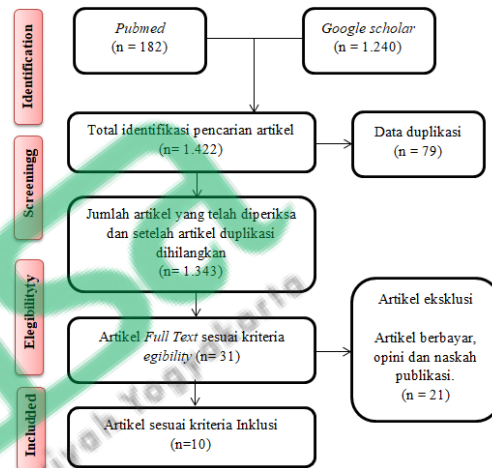 Identification
Pubmed
(n = 182)
Google scholar
(n = 1.240)
Total identifikasi pencarian artikel
(n= 1.422)
Data duplikasi
(n = 79)
Screeningg
Jumlah artikel yang telah diperiksa
dan setelah artikel duplikasi
dihilangkan
(n = 1.343)
Elegibilityty
Artikel Full Text sesuai kriteria
egibility (n= 31)
Artikel eksklusi
Artikel berbayar,
opini dan naskah
publikasi.
(n = 21)
Includded
Artikel sesuai kriteria Inklusi
(n=10)
Yogyakarta